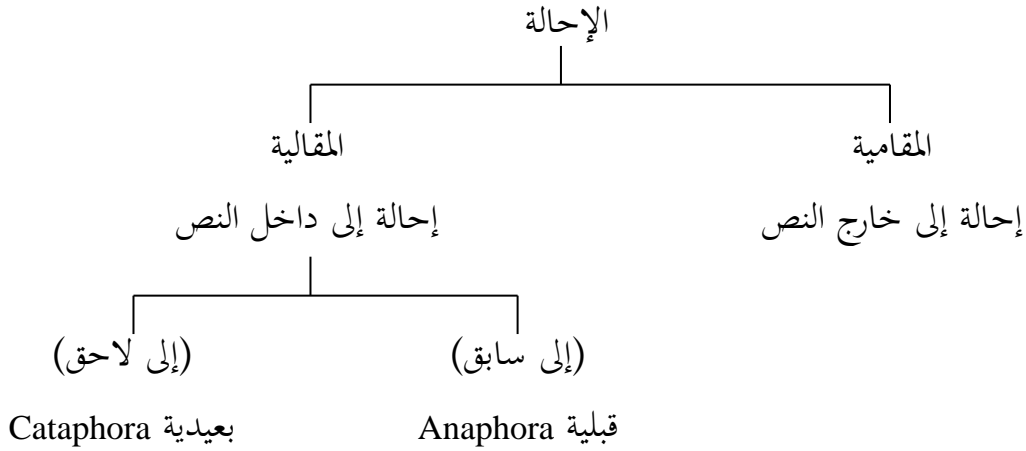 الإحالة
المقامية
المقالية
إحالة إلى خارج النص
إحالة إلى داخل النص
(إلى سابق)
(إلى لاحق)
قبلية Anaphora
بعيدية Cataphora